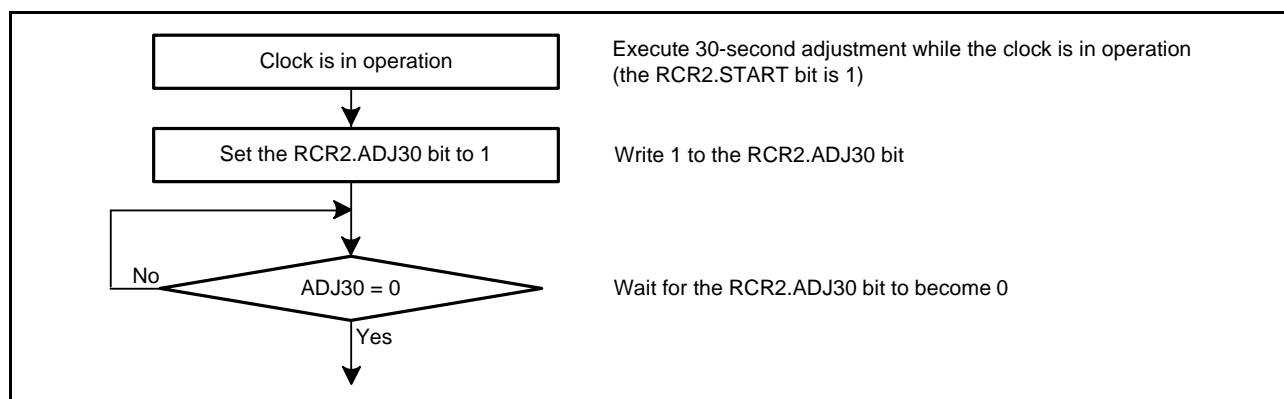 Clock is in operation
Execute 30-second adjustment while the clock is in operation
(the RCR2.START bit is 1)
Set the RCR2.ADJ30 bit to 1
Write 1 to the RCR2.ADJ30 bit
No
ADJ30 = 0
Wait for the RCR2.ADJ30 bit to become 0
Yes